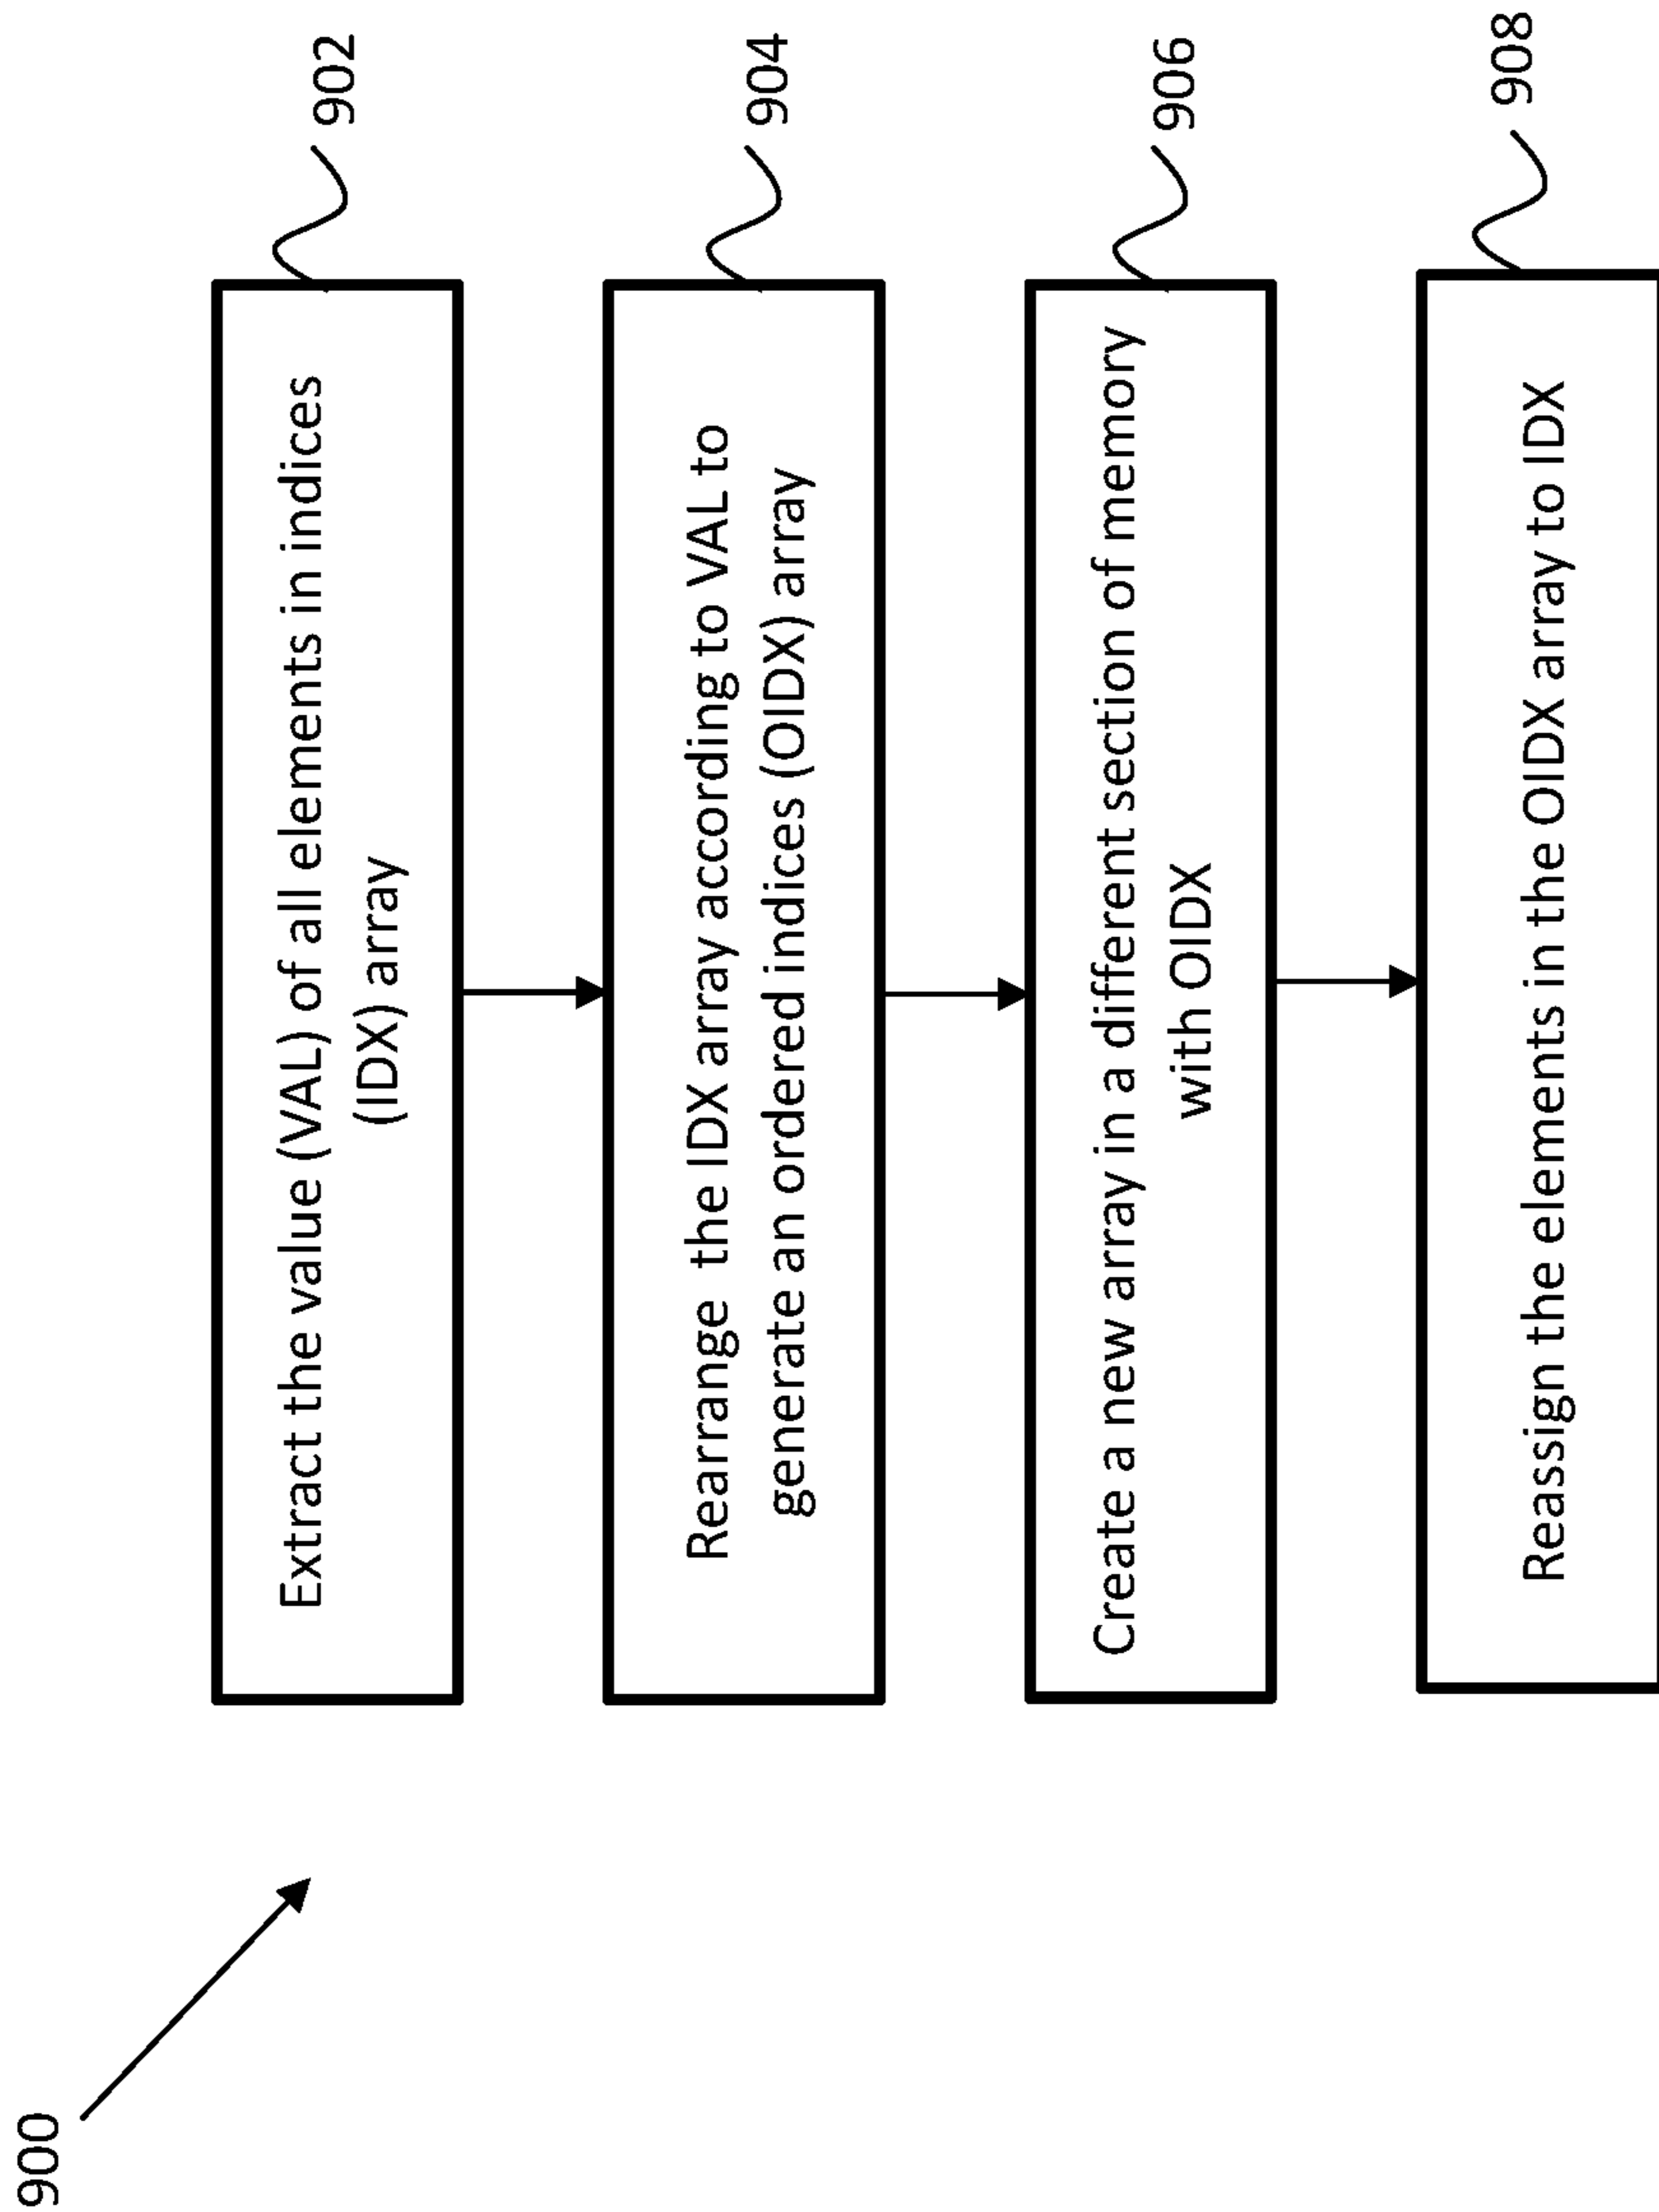 900
Extract the value (VAL) of all elements in indices
(IDX) array
902
Rearrange the IDX array according to VAL to
generate an ordered indices (OIDX) array
904
Create a new array in a different section of memory
with OIDX
906
Reassign the elements in the OIDX array to IDX
908